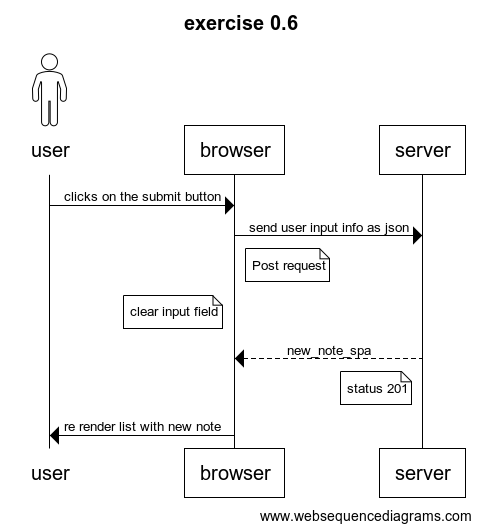 exercise 0.6
user
browser
server
clicks on the submit button
send user input info as json
Post request
clear input field
new_note_spa
status 201
re render list with new note
user
browser
server
www.websequencediagrams.com